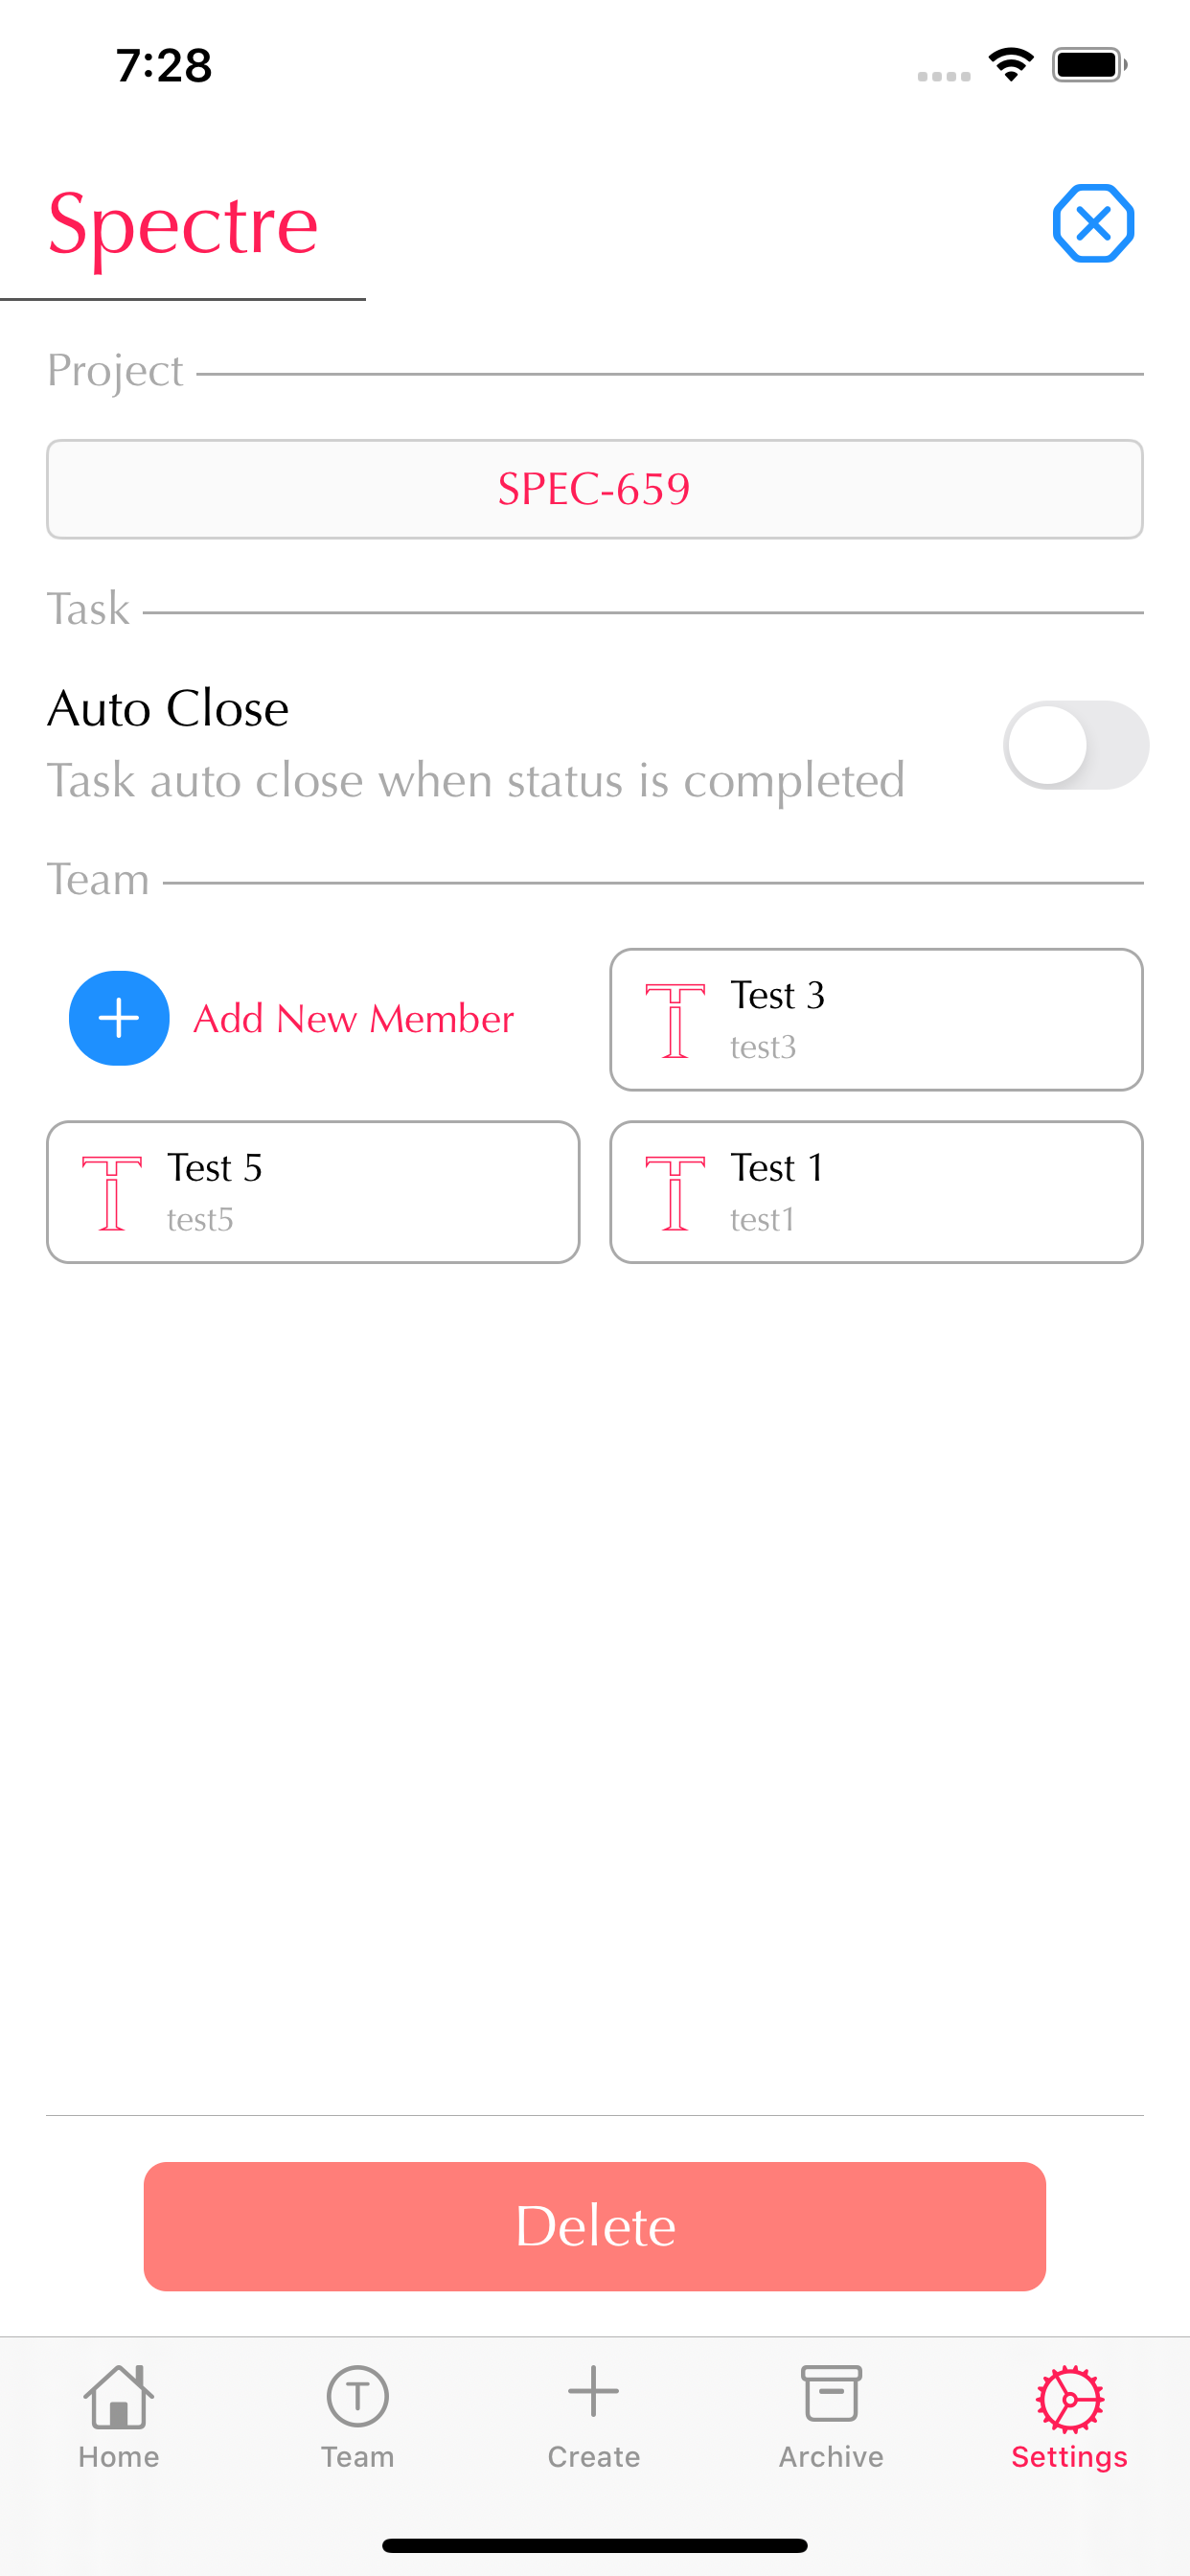 7:28
Spectre
Project
SPEC-659
Task
Auto Close
Task auto close when status is completed
Team
Add New Member
T
Test 3
test3
T
Test 5
test5
T
Test 1
test1
Delete
T
Home
Team
Create
Archive
Settings